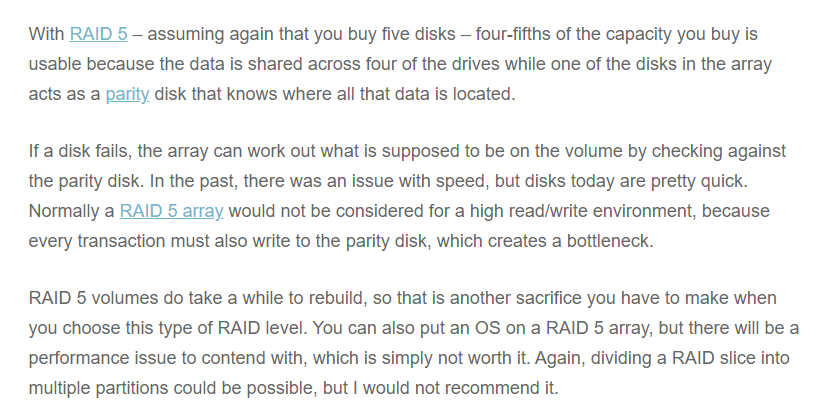 With RAID 5 – assuming again that you buy five disks – four-fifths of the capacity you buy is
usable because the data is shared across four of the drives while one of the disks in the array
acts as a parity disk that knows where all that data is located.
If a disk fails, the array can work out what is supposed to be on the volume by checking against
the parity disk. In the past, there was an issue with speed, but disks today are pretty quick.
Normally a RAID 5 array would not be considered for a high read/write environment, because
every transaction must also write to the parity disk, which creates a bottleneck.
RAID 5 volumes do take a while to rebuild, so that is another sacrifice you have to make when
you choose this type of RAID level. You can also put an OS on a RAID 5 array, but there will be a
performance issue to contend with, which is simply not worth it. Again, dividing a RAID slice into
multiple partitions could be possible, but I would not recommend it.